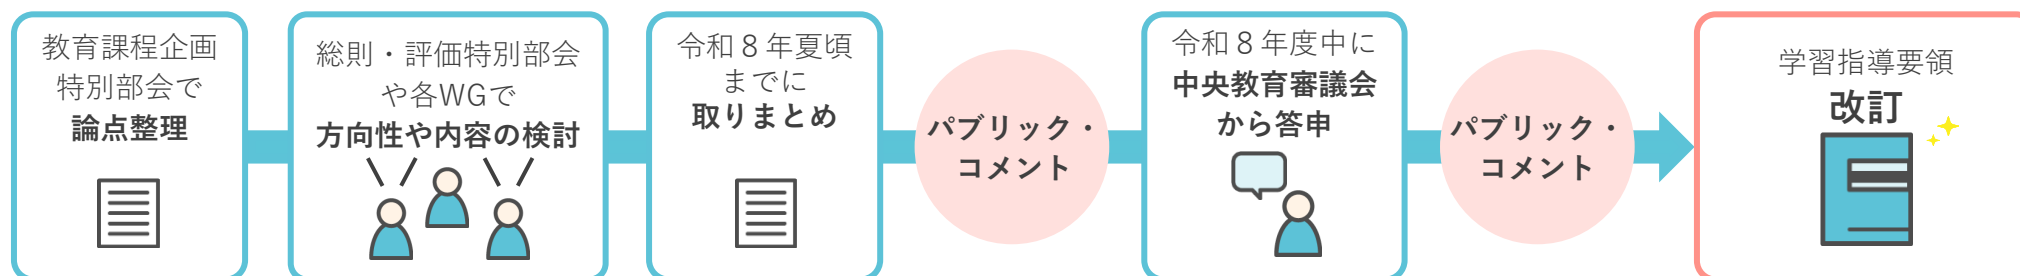 教育課程企画
特別部会で
論点整理
総則・評価特別部会
や各WGで
方向性や内容の検討
令和８年夏頃
までに
取りまとめ
パブリック・
コメント
令和８年度中に
中央教育審議会
から答申
パブリック・
コメント
学習指導要領
改訂